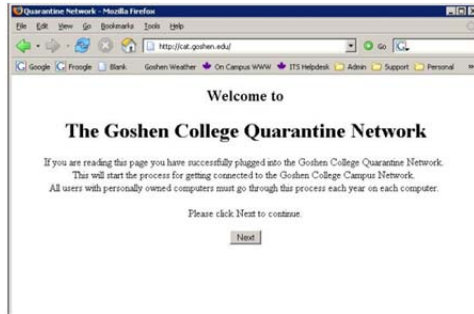 Quarantine Network - Mozilla Firefox
File Edit View Go Bookmarks Tools Help
http://cat.goshen.edu/ Go
Google Froogle Blank Goshen Weather On Campus WWW ITS Helpdesk Admin Support Personal
Welcome to
The Goshen College Quarantine Network
If you are reading this page you have successfully plugged into the Goshen College Quarantine Network.
This will start the process for getting connected to the Goshen College Campus Network.
All users with personally owned computers must go through this process each year on each computer.
Please click Next to continue.
Next